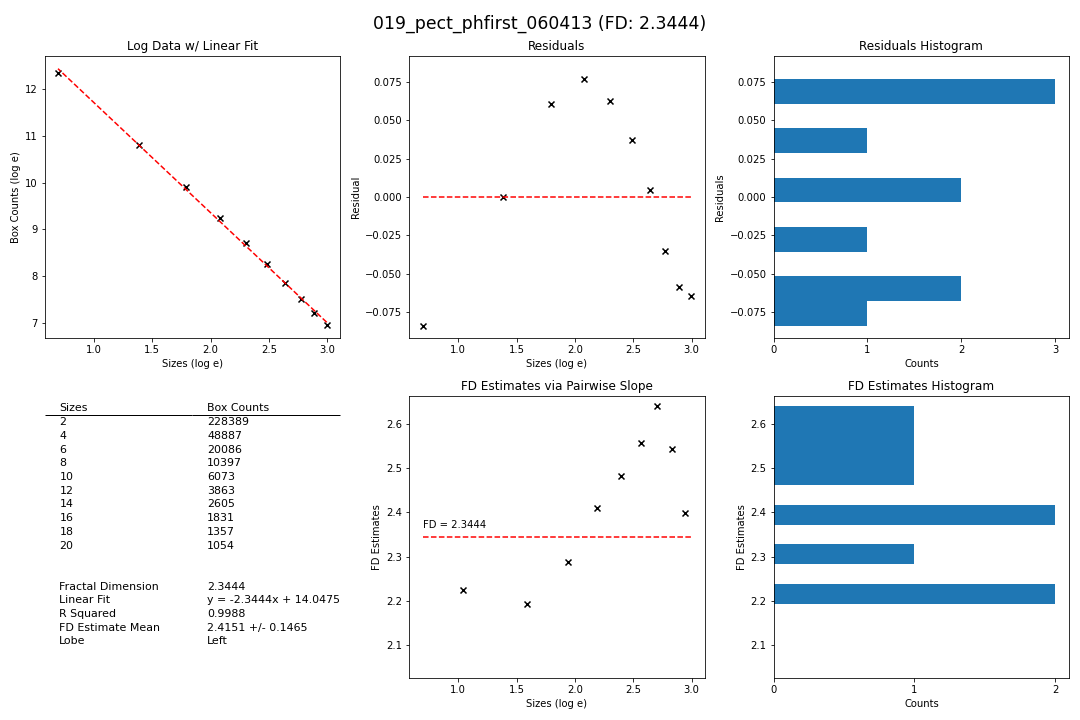 019_pect_phfirst_060413 (FD: 2.3444)
Log Data w/ Linear Fit
Box Counts (log e)
12
11
10
9
8
7
1.0
1.5
2.0
2.5
3.0
Sizes (log e)
Residuals
Residual
0.075
0.050
0.025
0.000
−0.025
−0.050
−0.075
1.0
1.5
2.0
2.5
3.0
Sizes (log e)
Residuals Histogram
Residuals
0.075
0.050
0.025
0.000
−0.025
−0.050
−0.075
0
1
2
3
Counts
Sizes Box Counts
2 228389
4 48887
6 20086
8 10397
10 6073
12 3863
14 2605
16 1831
18 1357
20 1054
Fractal Dimension 2.3444
Linear Fit y = -2.3444x + 14.0475
R Squared 0.9988
FD Estimate Mean 2.4151 +/- 0.1465
Lobe Left
FD Estimates via Pairwise Slope
FD Estimates
2.6
2.5
2.4
2.3
2.2
2.1
FD = 2.3444
1.0
1.5
2.0
2.5
3.0
Sizes (log e)
FD Estimates Histogram
FD Estimates
2.6
2.5
2.4
2.3
2.2
2.1
0
1
2
Counts